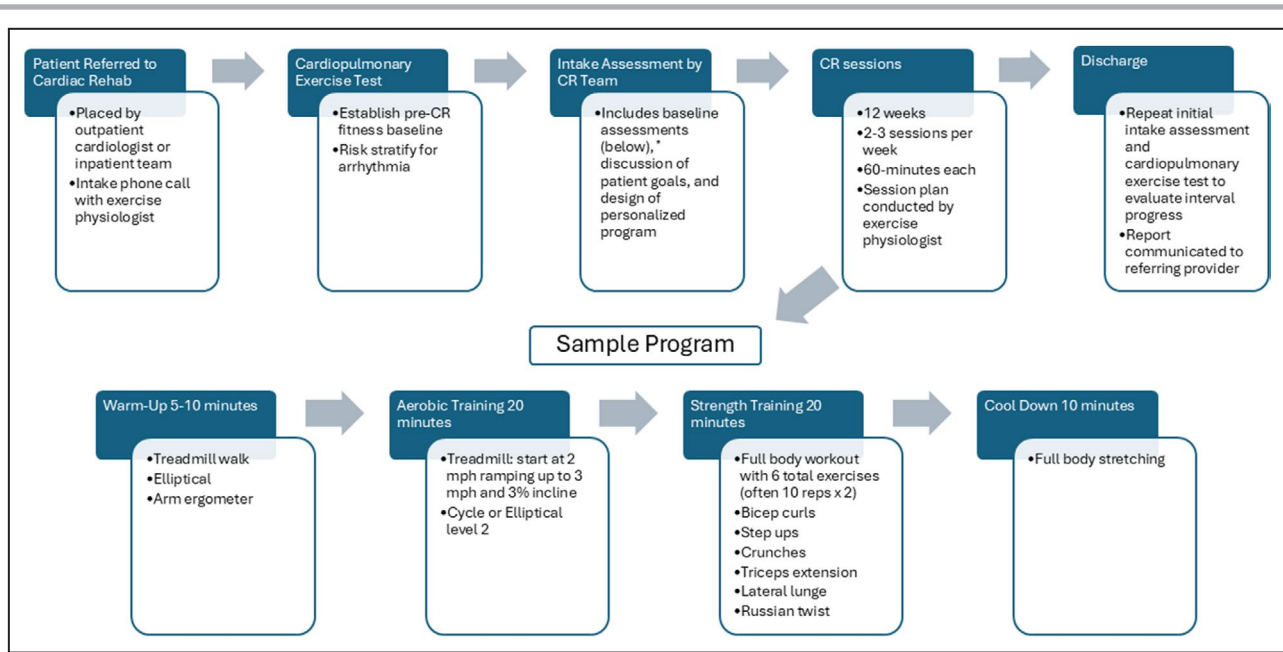 Patient Referred to
Cardiac Rehab
•Placed by
outpatient
cardiologist or
inpatient team
•Intake phone call
with exercise
physiologist
Cardiopulmonary
Exercise Test
•Establish pre-CR
fitness baseline
•Risk stratify for
arrhythmia
Intake Assessment by
CR Team
•Includes baseline
assessments
(below),*
discussion of
patient goals, and
design of
personalized
program
CR sessions
•12 weeks
•2-3 sessions per
week
•60-minutes each
•Session plan
conducted by
exercise
physiologist
Discharge
•Repeat initial
intake assessment
and
cardiopulmonary
exercise test to
evaluate interval
progress
•Report
communicated to
referring provider
Sample Program
Warm-Up 5-10 minutes
•Treadmill walk
•Elliptical
•Arm ergometer
Aerobic Training 20
minutes
•Treadmill: start at 2
mph ramping up to 3
mph and 3% incline
•Cycle or Elliptical
level 2
Strength Training 20
minutes
•Full body workout
with 6 total exercises
(often 10 reps x 2)
•Bicep curls
•Step ups
•Crunches
•Triceps extension
•Lateral lunge
•Russian twist
Cool Down 10 minutes
•Full body stretching